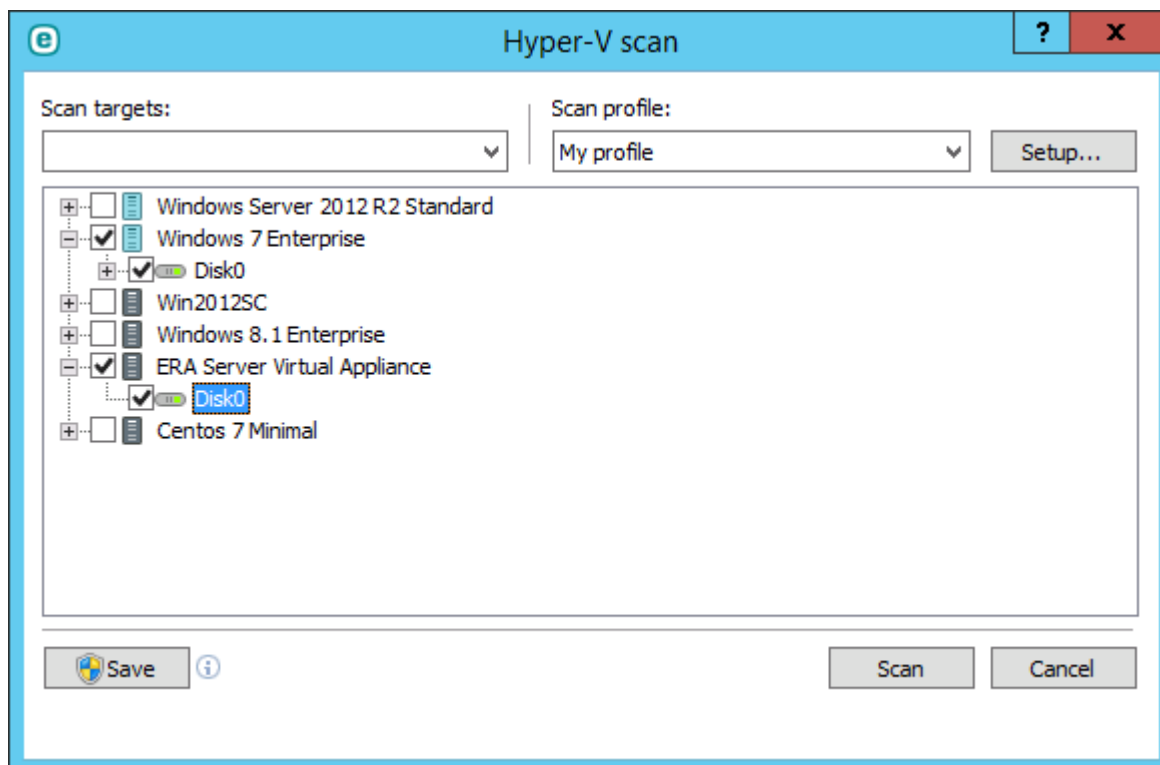 e
Hyper-V scan
?
x
Scan targets:
Scan profile:
My profile
Setup...
Windows Server 2012 R2 Standard
Windows 7 Enterprise
Disk0
Win2012SC
Windows 8.1 Enterprise
ERA Server Virtual Appliance
Disk0
Centos 7 Minimal
Save
i
Scan
Cancel